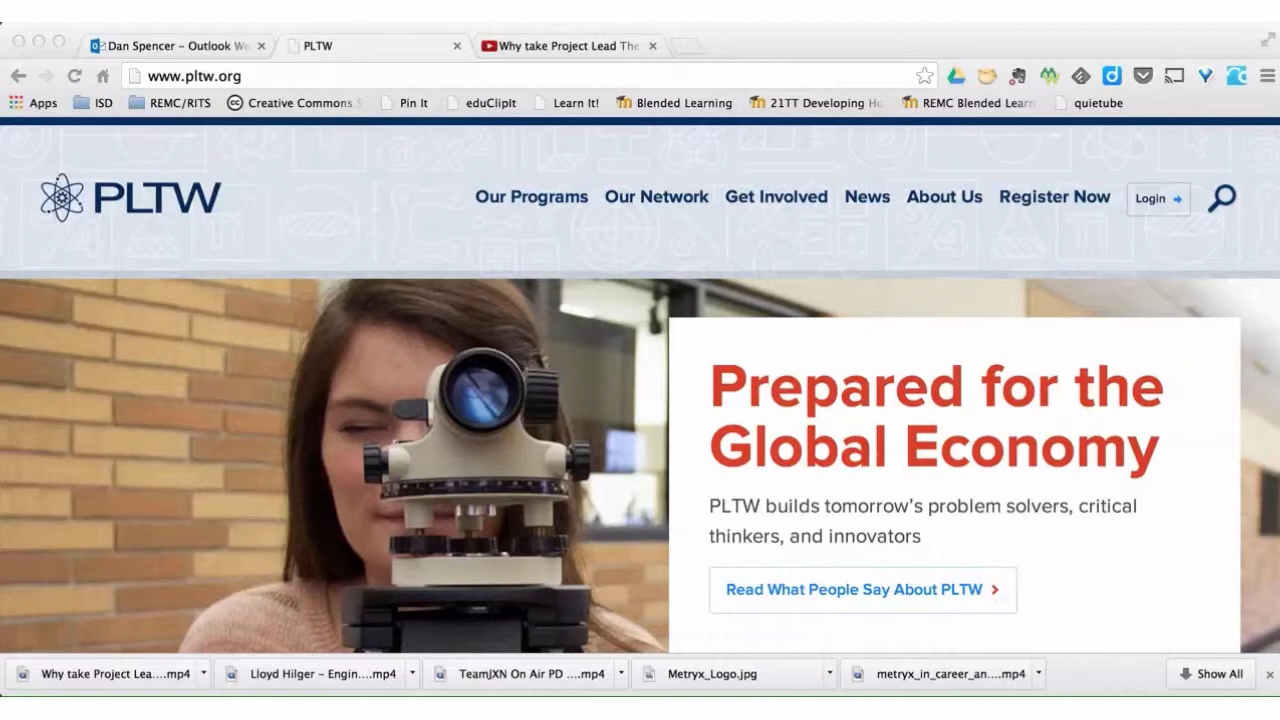 Dan Spencer – Outlook We
PLTW
Why take Project Lead The
www.pltw.org
Apps
ISD
REMC/RITS
Creative Commons S
Pin It
eduClipIt
Learn It!
Blended Learning
21TT Developing Ho
REMC Blended Learn
quietube
PLTW
Our Programs
Our Network
Get Involved
News
About Us
Register Now
Login
Prepared for the
Global Economy
PLTW builds tomorrow's problem solvers, critical
thinkers, and innovators
Read What People Say About PLTW
Why take Project Lea....mp4
Lloyd Hilger – Engin....mp4
TeamJXN On Air PD ....mp4
Metryx_Logo.jpg
metryx_in_career_an....mp4
Show All